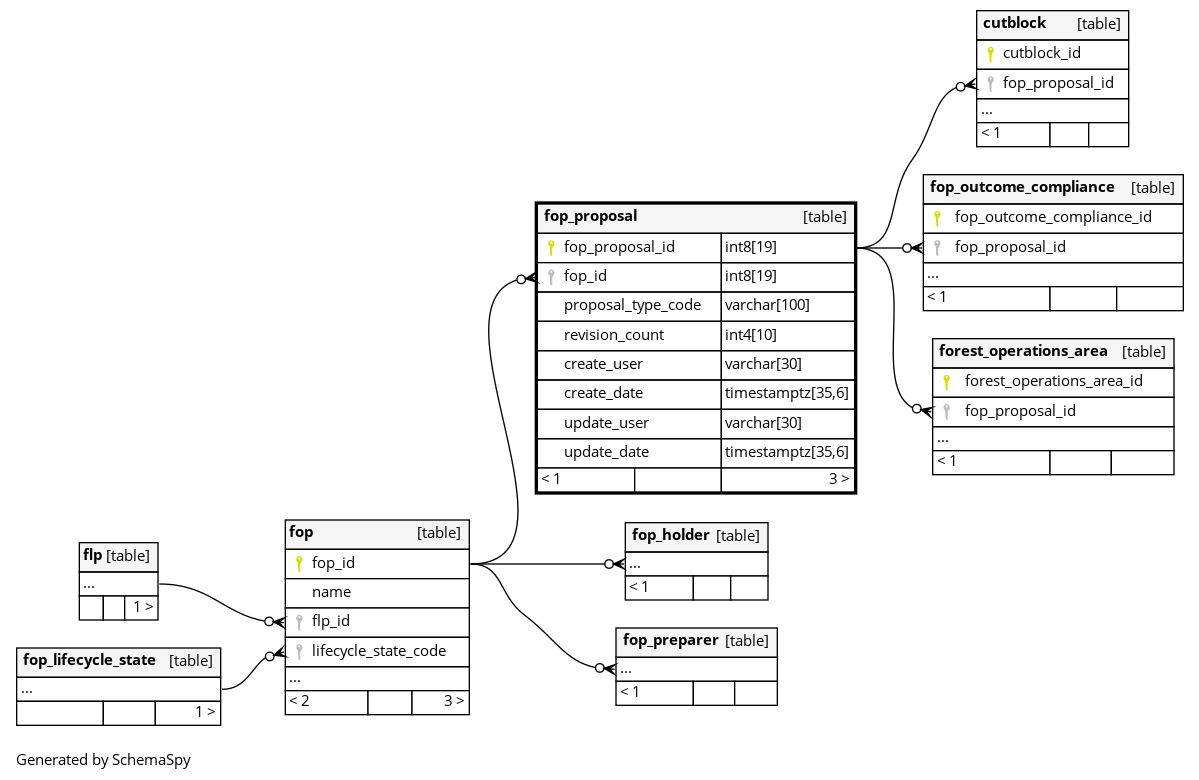 cutblock [table]
cutblock_id
fop_proposal_id
...
< 1
fop_outcome_compliance [table]
fop_outcome_compliance_id
fop_proposal_id
...
< 1
fop_proposal [table]
fop_proposal_id int8[19]
fop_id int8[19]
proposal_type_code varchar[100]
revision_count int4[10]
create_user varchar[30]
create_date timestamptz[35,6]
update_user varchar[30]
update_date timestamptz[35,6]
< 1 3 >
forest_operations_area [table]
forest_operations_area_id
fop_proposal_id
...
< 1
fop [table]
fop_id
name
flp_id
lifecycle_state_code
...
< 2 3 >
fop_holder [table]
...
< 1
flp [table]
...
1 >
fop_preparer [table]
...
< 1
fop_lifecycle_state [table]
...
1 >
Generated by SchemaSpy